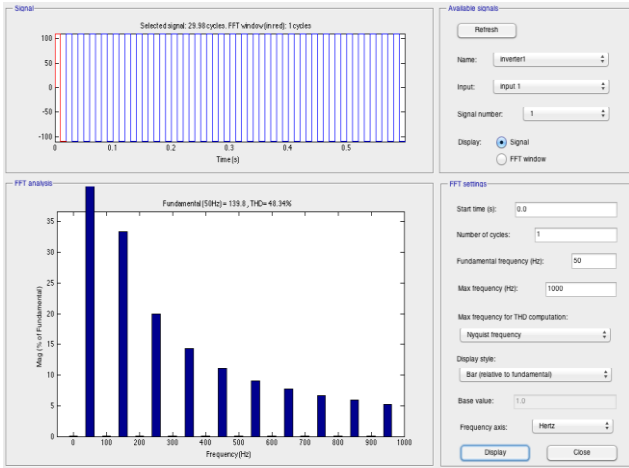 Signal
Selected signal: 29.98 cycles. FFT window (in red): 1 cycles
100
50
0
-50
-100
0 0.1 0.2 0.3 0.4 0.5
Time (s)
Available signals
Refresh
Name: inverter1
Input: input 1
Signal number: 1
Display: Signal
FFT window
FFT analysis
Fundamental (50Hz) = 139.8 , THD= 48.34%
35
30
25
20
15
10
5
0
Mag (% of Fundamental)
0 100 200 300 400 500 600 700 800 900 1000
Frequency (Hz)
FFT settings
Start time (s): 0.0
Number of cycles: 1
Fundamental frequency (Hz): 50
Max frequency (Hz): 1000
Max frequency for THD computation:
Nyquist frequency
Display style:
Bar (relative to fundamental)
Base value: 1.0
Frequency axis: Hertz
Display Close